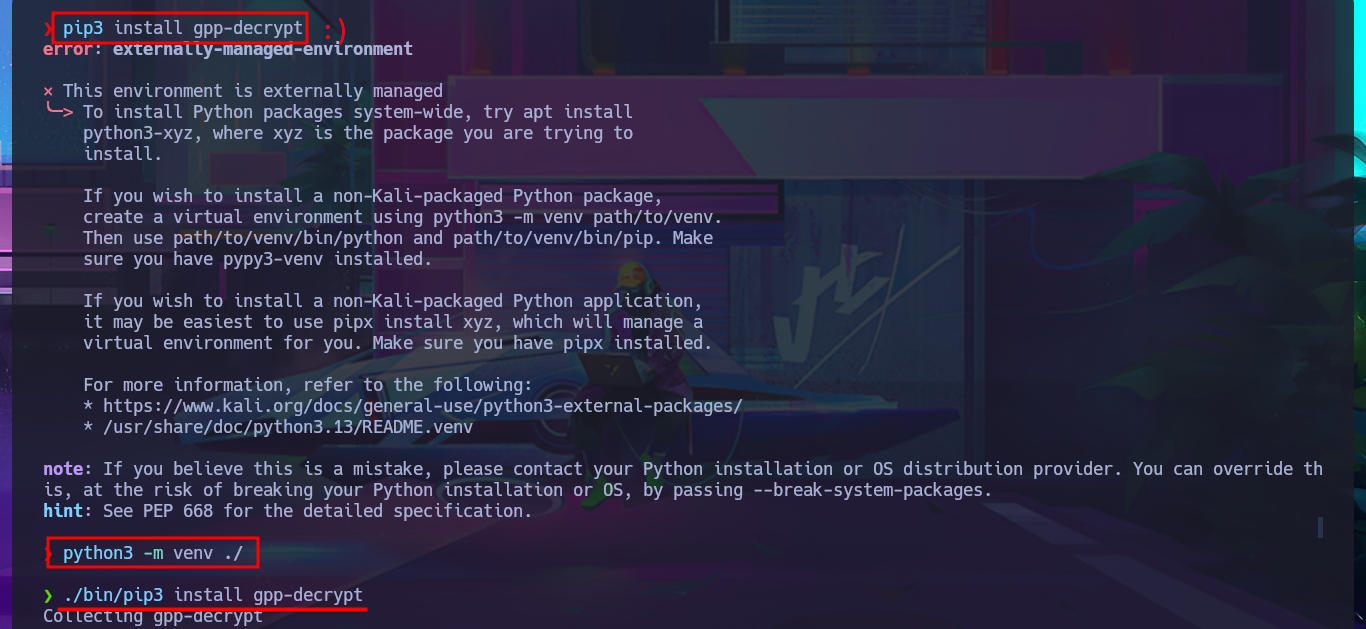 ❯ pip3 install gpp-decrypt :)
error: externally-managed-environment
× This environment is externally managed
╰─> To install Python packages system-wide, try apt install
python3-xyz, where xyz is the package you are trying to
install.
If you wish to install a non-Kali-packaged Python package,
create a virtual environment using python3 -m venv path/to/venv.
Then use path/to/venv/bin/python and path/to/venv/bin/pip. Make
sure you have pypy3-venv installed.
If you wish to install a non-Kali-packaged Python application,
it may be easiest to use pipx install xyz, which will manage a
virtual environment for you. Make sure you have pipx installed.
For more information, refer to the following:
* https://www.kali.org/docs/general-use/python3-external-packages/
* /usr/share/doc/python3.13/README.venv
note: If you believe this is a mistake, please contact your Python installation or OS distribution provider. You can override th
is, at the risk of breaking your Python installation or OS, by passing --break-system-packages.
hint: See PEP 668 for the detailed specification.
❯ python3 -m venv ./
❯ ./bin/pip3 install gpp-decrypt
Collecting gpp-decrypt